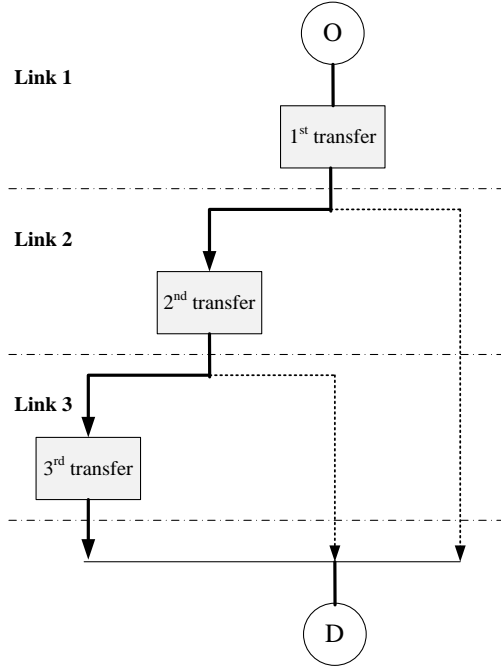 O
Link 1
1st transfer
Link 2
2nd transfer
Link 3
3rd transfer
D